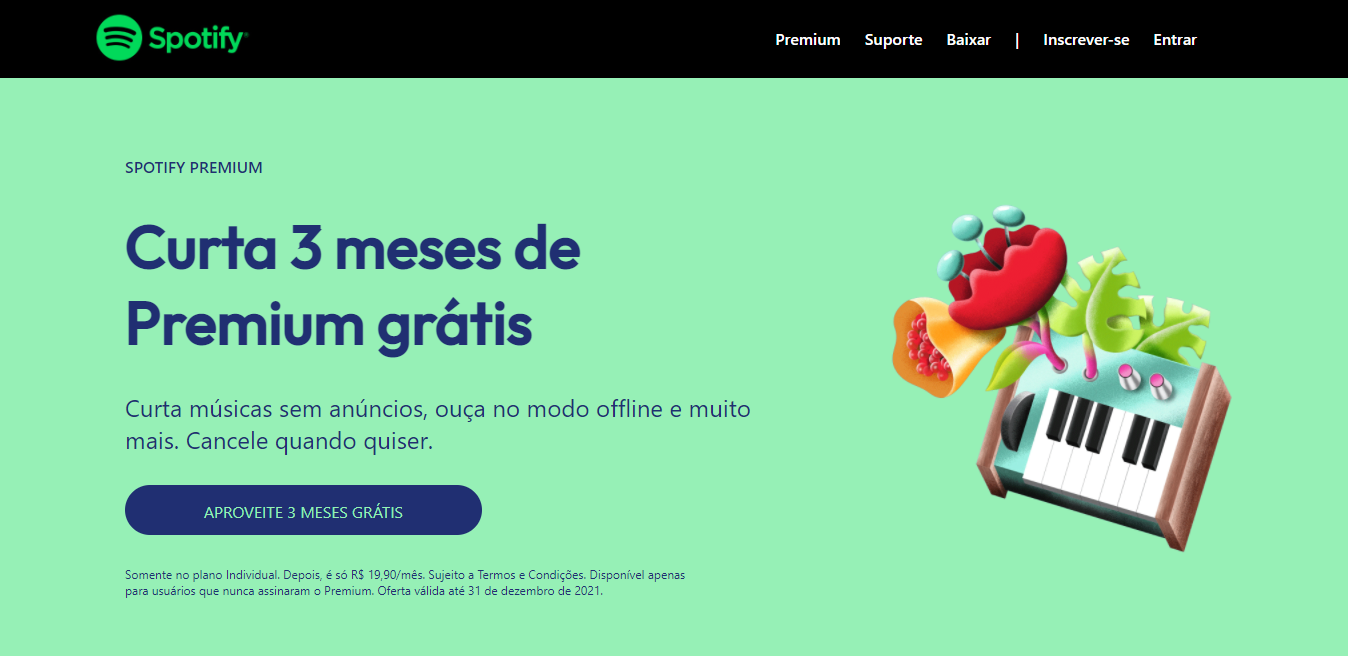 Spotify
Premium Suporte Baixar | Inscrever-se Entrar
SPOTIFY PREMIUM
Curta 3 meses de
Premium grátis
Curta músicas sem anúncios, ouça no modo offline e muito
mais. Cancele quando quiser.
APROVEITE 3 MESES GRÁTIS
Somente no plano Individual. Depois, é só R$ 19,90/mês. Sujeito a Termos e Condições. Disponível apenas
para usuários que nunca assinaram o Premium. Oferta válida até 31 de dezembro de 2021.